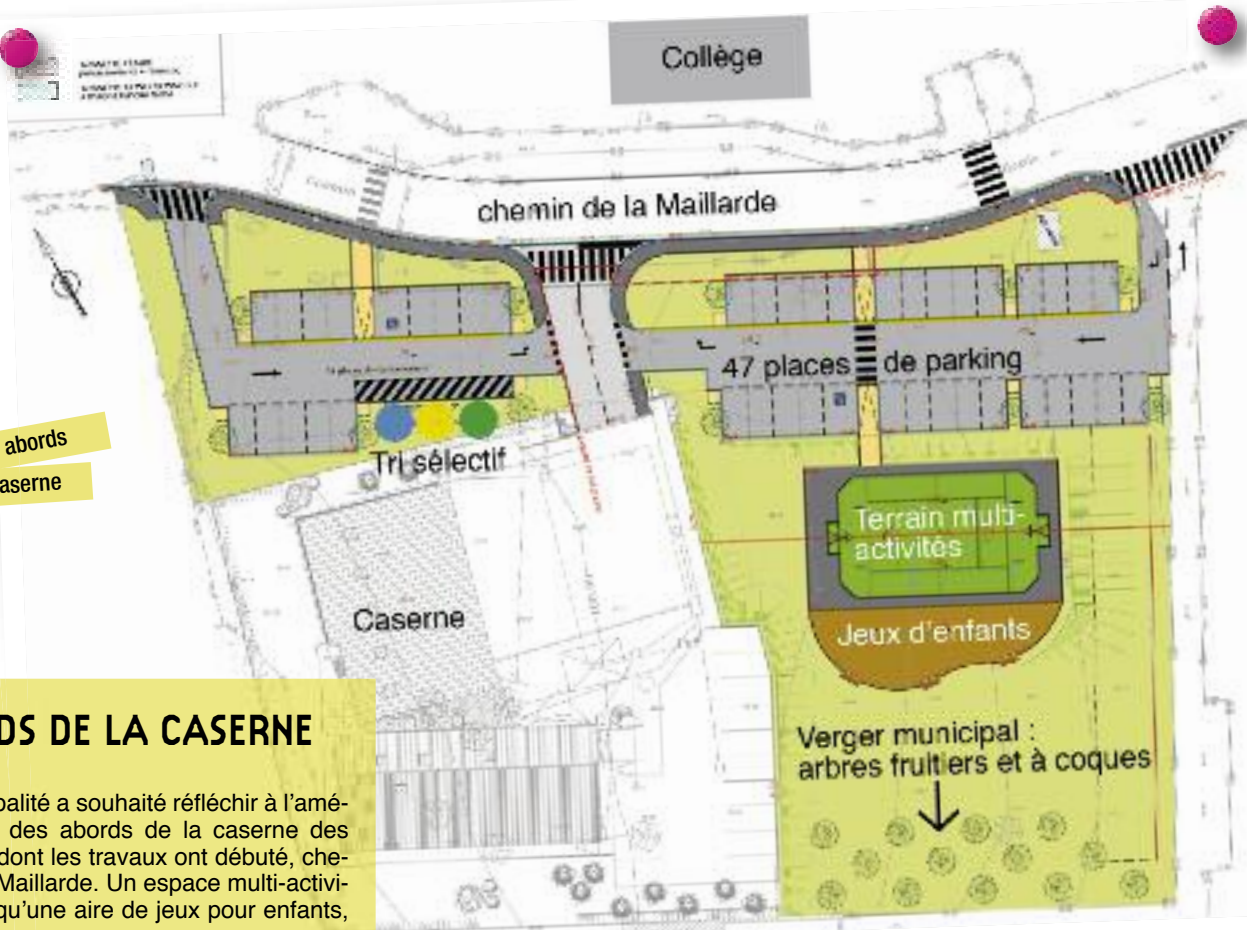 Collège
chemin de la Maillarde
47 places de parking
abords
aserne
Tri sélectif
Terrain multi-
activités
Caserne
Jeux d'enfants
DS DE LA CASERNE
Verger municipal :
arbres fruitiers et à coques
palité a souhaité réfléchir à l'amé-
des abords de la caserne des
dont les travaux ont débuté, che-
Maillarde. Un espace multi-activi-
qu'une aire de jeux pour enfants,